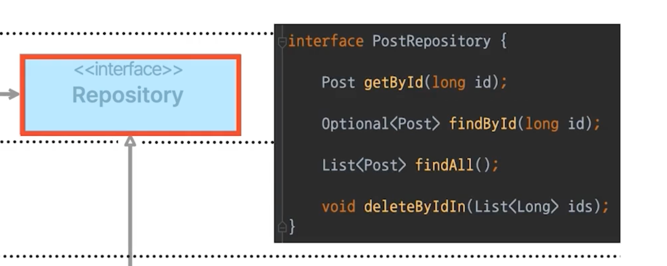 <<interface>>
Repository
interface PostRepository {
Post getById(long id);
Optional<Post> findById(long id);
List<Post> findAll();
void deleteByIdIn(List<Long> ids);
}